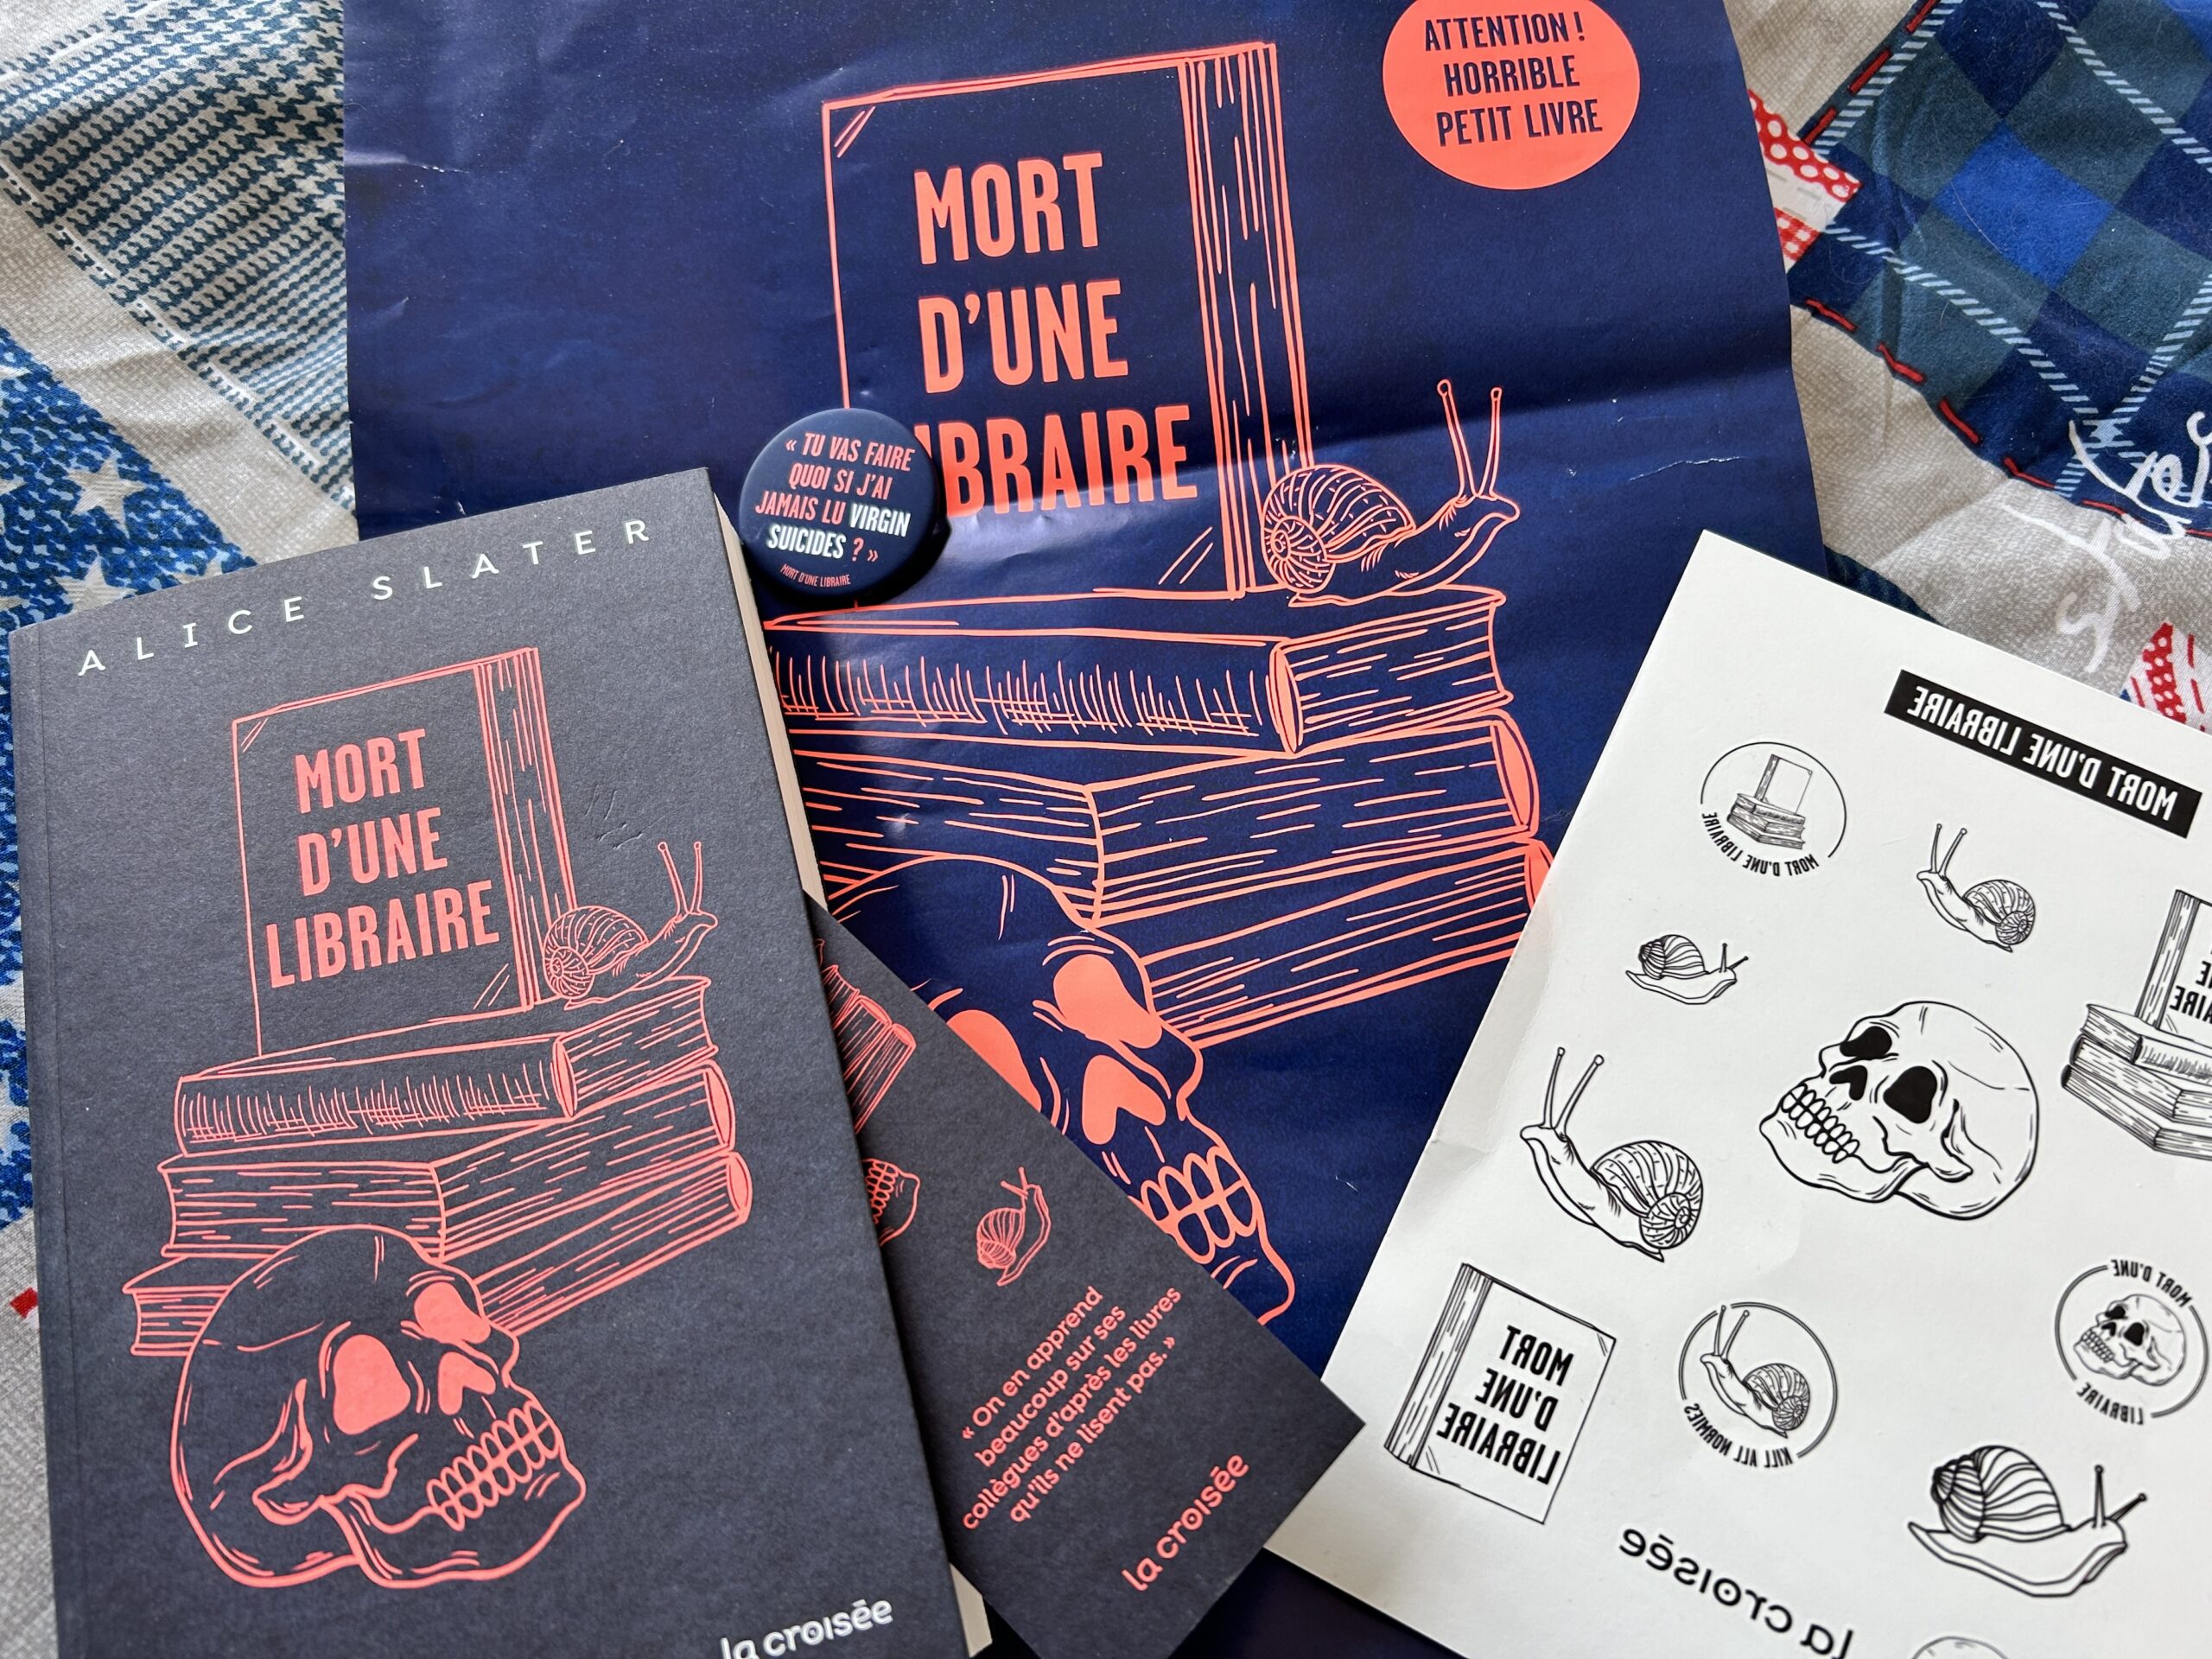 ATTENTION !
HORRIBLE
PETIT LIVRE
MORT
D'UNE
IBRAIRE
« TU VAS FAIRE
QUOI SI J'AI
JAMAIS LU VIRGIN
SUICIDES ? »
MORT D'UNE LIBRAIRE
ALICE SLATER
MORT
D'UNE
LIBRAIRE
la croisée
« On en apprend
beaucoup sur ses
collègues d'après les livres
qu'ils ne lisent pas. »
la croisée
MORT D'UNE LIBRAIRE
MORT D'UNE LIBRAIRE
MORT D'UNE
LIBRAIRE
KILL ALL NORMIES
MORT
D'UNE
LIBRAIRE
la croisée